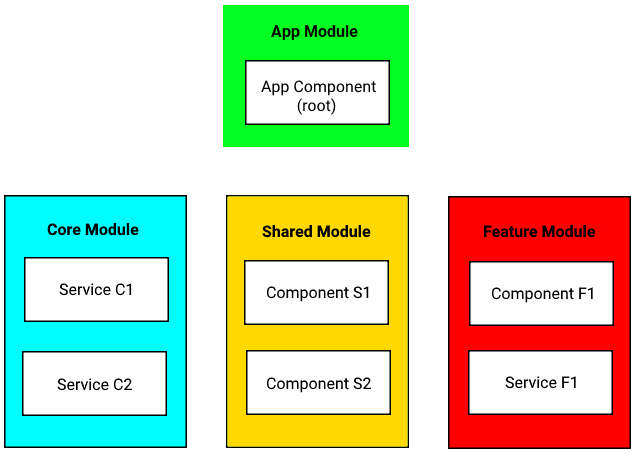 App Module
App Component
(root)
Core Module
Service C1
Service C2
Shared Module
Component S1
Component S2
Feature Module
Component F1
Service F1